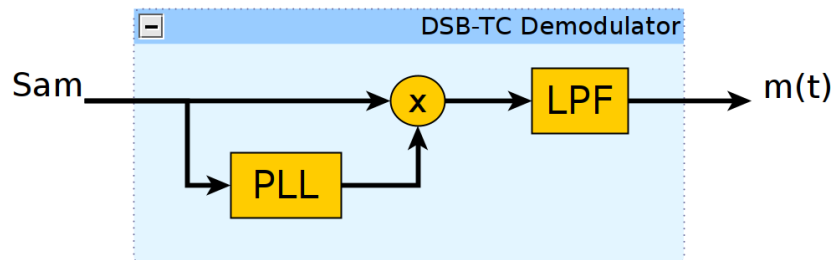 DSB-TC Demodulator
Sam
x
LPF
m(t)
PLL